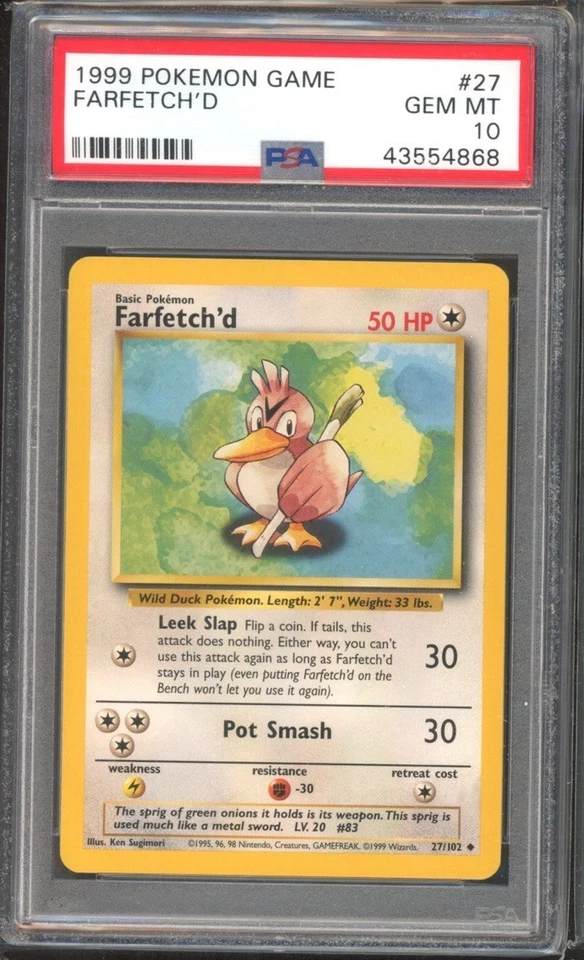 1999 POKEMON GAME #27
FARFETCH'D GEM MT
10
PSA 43554868
Basic Pokémon
Farfetch'd 50 HP
Wild Duck Pokémon. Length: 2' 7", Weight: 33 lbs.
Leek Slap Flip a coin. If tails, this
attack does nothing. Either way, you can't
use this attack again as long as Farfetch'd
stays in play (even putting Farfetch'd on the
Bench won't let you use it again).
30
Pot Smash 30
weakness resistance retreat cost
-30
The sprig of green onions it holds is its weapon. This sprig is
used much like a metal sword. LV. 20 #83
Illus. Ken Sugimori ©1995, 96, 98 Nintendo, Creatures, GAMEFREAK. ©1999 Wizards. 27/102
PSA